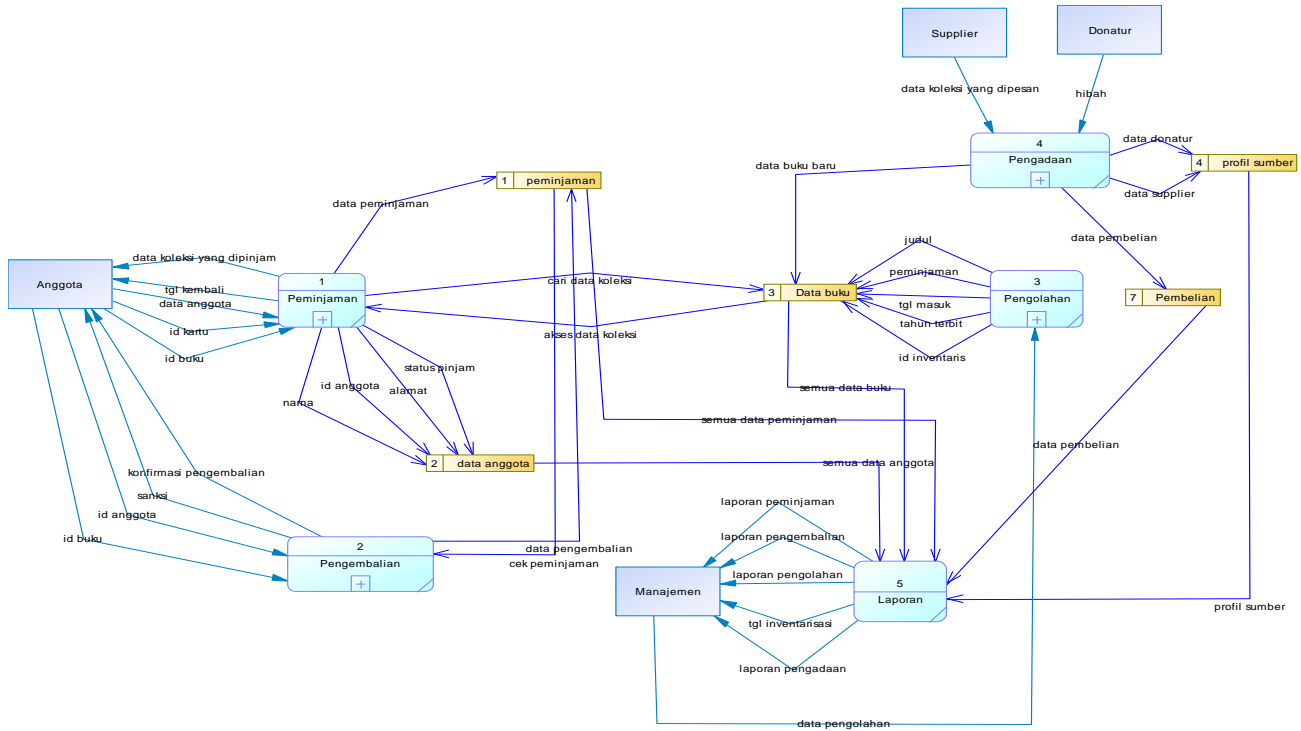 Supplier
Donatur
data koleksi yang dipesan
hibah
4
Pengadaan
data donatur
4 profil sumber
data supplier
data buku baru
1 peminjaman
data peminjaman
data pembelian
judul
data koleksi yang dipinjam
Anggota
tgl kembali
data anggota
id kartu
id buku
1
Peminjaman
cari data koleksi
akses data koleksi
3 Data buku
peminjaman
tgl masuk
tahun terbit
id inventaris
3
Pengolahan
7 Pembelian
status pinjam
id anggota
alamat
nama
semua data buku
semua data peminjaman
2 data anggota
semua data anggota
data pembelian
konfirmasi pengembalian
sanksi
id anggota
id buku
2
Pengembalian
data pengembalian
cek peminjaman
laporan peminjaman
laporan pengembalian
laporan pengolahan
Manajemen
tgl inventarisasi
laporan pengadaan
5
Laporan
profil sumber
data pengolahan